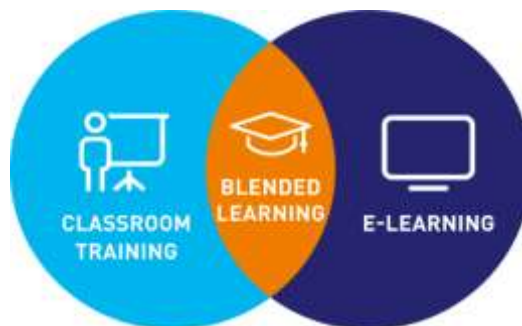 CLASSROOM
TRAINING
BLENDED
LEARNING
E-LEARNING